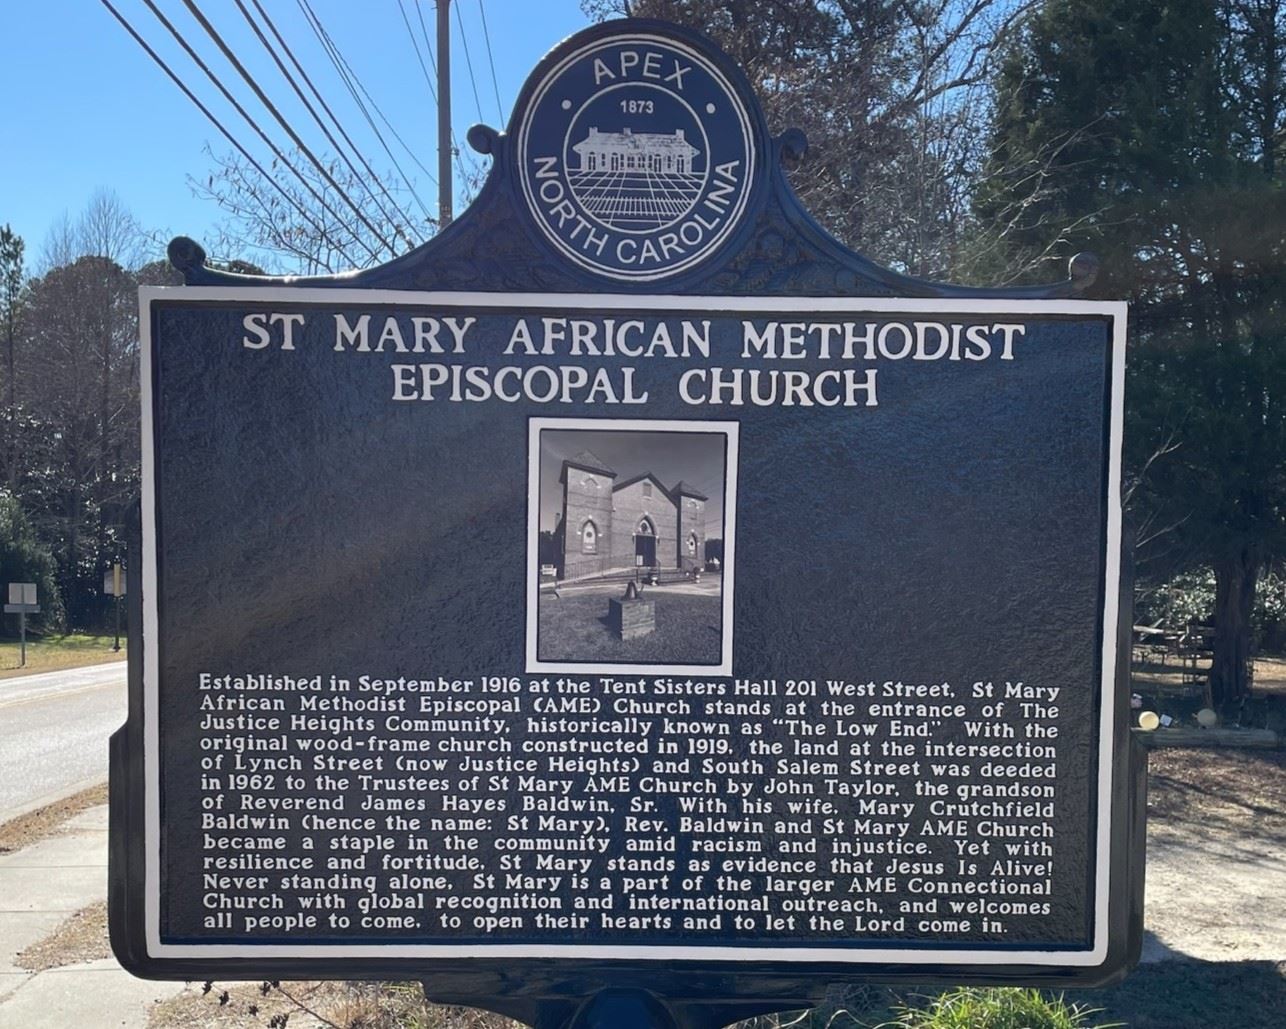 APEX
1873
NORTH CAROLINA
ST MARY AFRICAN METHODIST
EPISCOPAL CHURCH
Established in September 1916 at the Tent Sisters Hall 201 West Street, St Mary
African Methodist Episcopal (AME) Church stands at the entrance of The
Justice Heights Community, historically known as "The Low End." With the
original wood-frame church constructed in 1919, the land at the intersection
of Lynch Street (now Justice Heights) and South Salem Street was deeded
in 1962 to the Trustees of St Mary AME Church by John Taylor, the grandson
of Reverend James Hayes Baldwin, Sr. With his wife, Mary Crutchfield
Baldwin (hence the name: St Mary), Rev. Baldwin and St Mary AME Church
became a staple in the community amid racism and injustice. Yet with
resilience and fortitude, St Mary stands as evidence that Jesus Is Alive!
Never standing alone, St Mary is a part of the larger AME Connectional
Church with global recognition and international outreach, and welcomes
all people to come, to open their hearts and to let the Lord come in.